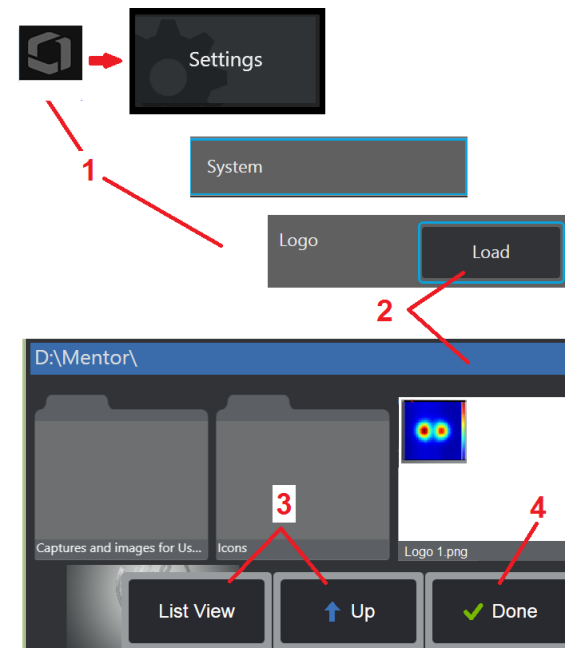 Settings
1
System
Logo
Load
2
D:\Mentor\
3
4
Captures and images for Us...
Icons
Logo 1.png
List View
Up
Done